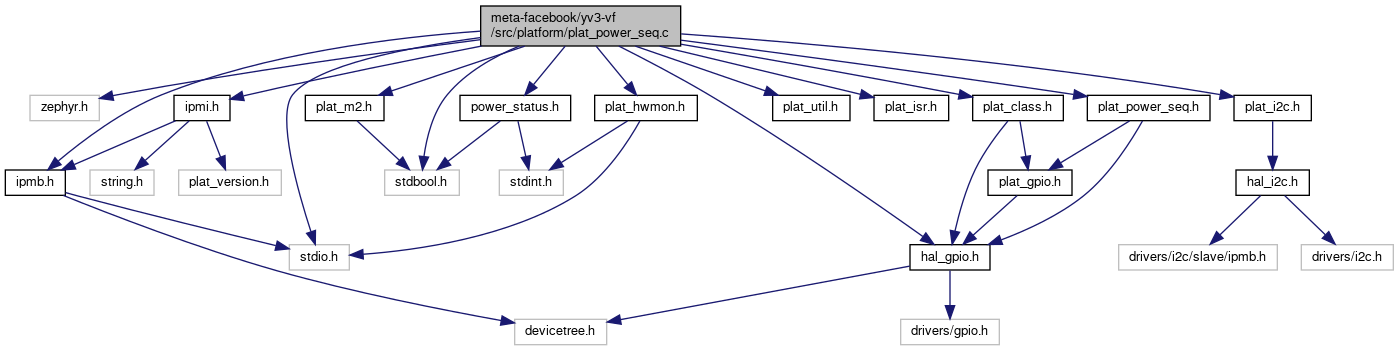 meta-facebook/yv3-vf
/src/platform/plat_power_seq.c
zephyr.h
ipmi.h
plat_m2.h
power_status.h
plat_hwmon.h
plat_util.h
plat_isr.h
plat_class.h
plat_power_seq.h
plat_i2c.h
ipmb.h
string.h
plat_version.h
stdbool.h
stdint.h
plat_gpio.h
hal_i2c.h
stdio.h
hal_gpio.h
drivers/i2c/slave/ipmb.h
drivers/i2c.h
devicetree.h
drivers/gpio.h